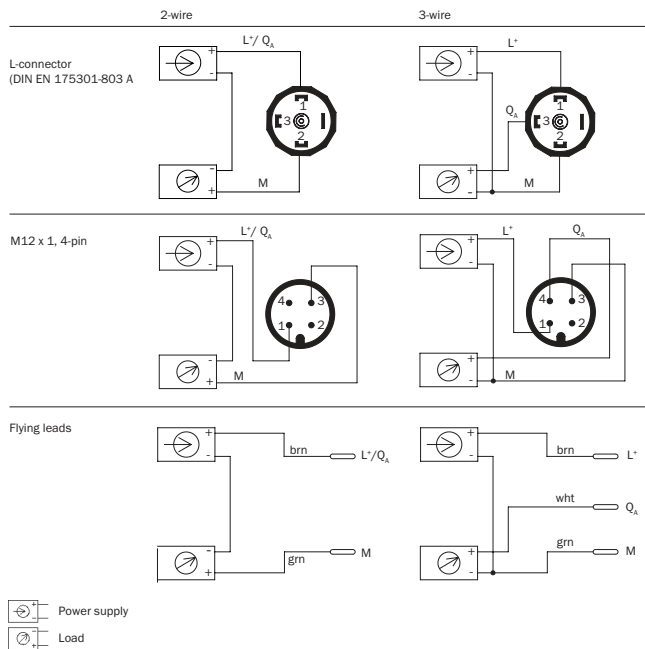 2-wire 3-wire
L-connector
(DIN EN 175301-803 A
+ L⁺/ Q_A
-
1
3
2
-
+ M
+ L⁺
-
Q_A
1
3
2
+
- M
M12 x 1, 4-pin
+ L⁺/ Q_A
-
4 3
1 2
-
+ M
+ L⁺ Q_A
-
4 3
1 2
+
- M
Flying leads
+ brn L⁺/Q_A
-
-
+ grn M
+ brn L⁺
-
wht Q_A
+ grn M
-
+
- Power supply
-
+ Load